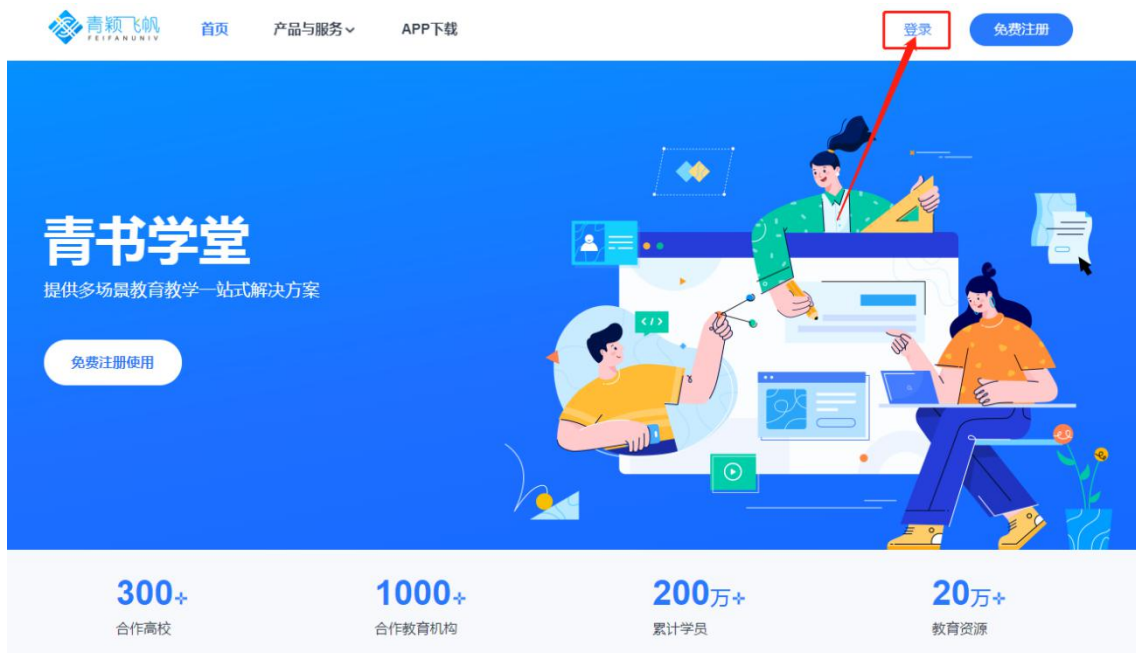 青颖飞帆
FEIFANUNIV
首页
产品与服务
APP下载
登录
免费注册
青书学堂
提供多场景教育教学一站式解决方案
免费注册使用
</>
300+
合作高校
1000+
合作教育机构
200万+
累计学员
20万+
教育资源